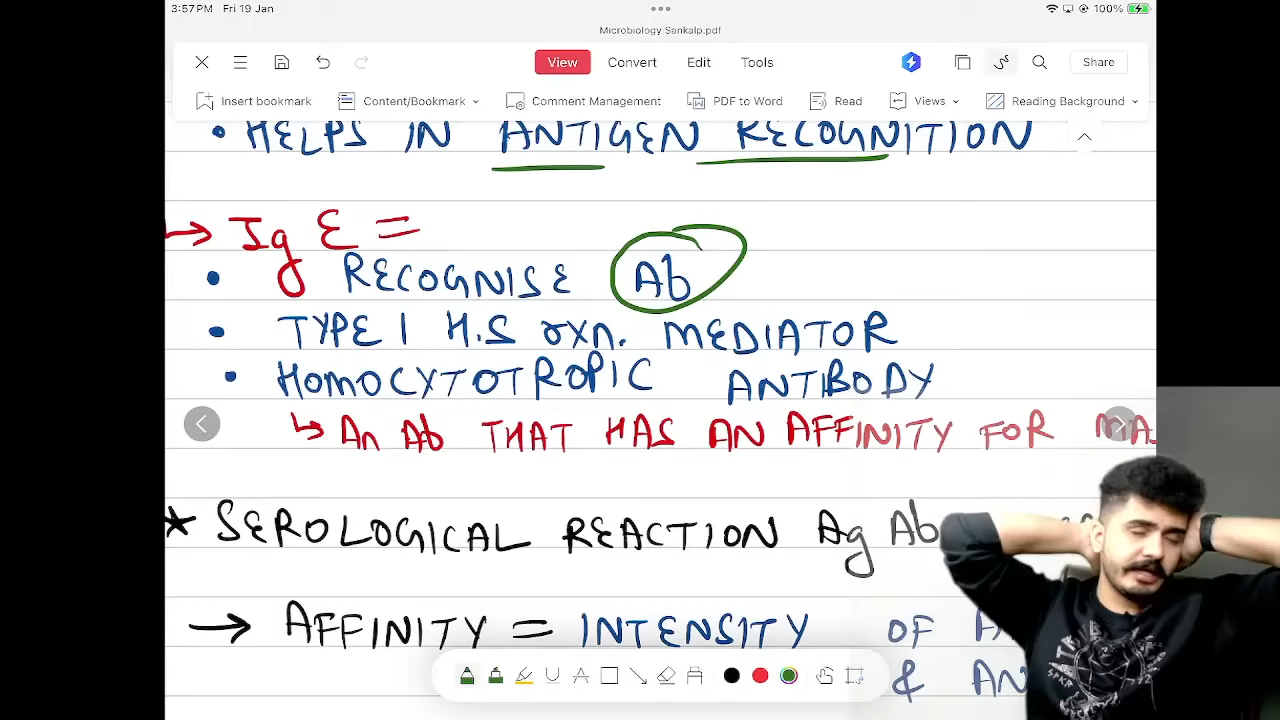 3:57 PM Fri 19 Jan
100%
Microbiology Sankalp.pdf
View Convert Edit Tools Share
Insert bookmark Content/Bookmark Comment Management PDF to Word Read Views Reading Background
• HELPS IN ANTIGEN RECOGNITION
→ Ig E =
• RECOGNISE Ab
• TYPE 1 H.S rxn. MEDIATOR
• HOMOCYTOTROPIC ANTIBODY
↳ An Ab THAT HAS AN AFFINITY FOR
★ SEROLOGICAL REACTION Ag Ab
→ AFFINITY = INTENSITY OF
&